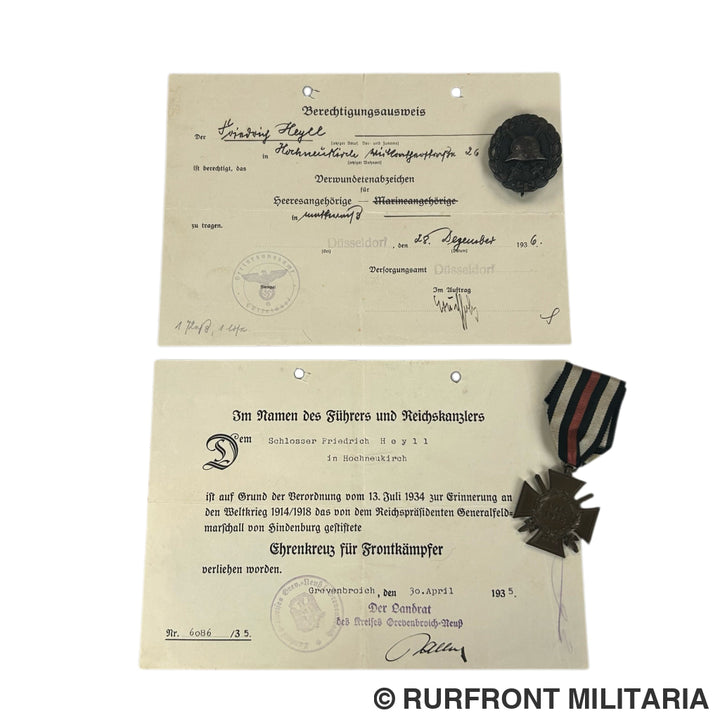 Berechtigungsausweis
Der Friedrich Heyll
in Hochneukirch 26
ist berechtigt, das
Verwundetenabzeichen
für
Heeresangehörige — Marineangehörige
in mattweiß
zu tragen.
Düsseldorf, den 28. Dezember 1936.
Versorgungsamt Düsseldorf
Im Auftrag
Im Namen des Führers und Reichskanzlers
Dem Schlosser Friedrich Heyll
in Hochneukirch
ist auf Grund der Verordnung vom 13. Juli 1934 zur Erinnerung an
den Weltkrieg 1914/1918 das von dem Reichspräsidenten Generalfeld-
marschall von Hindenburg gestiftete
Ehrenkreuz für Frontkämpfer
verliehen worden.
Grevenbroich, den 30. April 1935.
Der Landrat
des Kreises Grevenbroich-Neuß
Nr. 6086 /35.
© RURFRONT MILITARIA